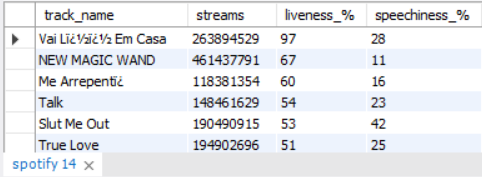 track_name streams liveness_% speechiness_%
Vai Lï¿½ï¿½ Em Casa 263894529 97 28
NEW MAGIC WAND 461437791 67 11
Me Arrepentï¿ 118381354 60 16
Talk 148461629 54 23
Slut Me Out 190490915 53 42
True Love 194902696 51 25
spotify 14 ×